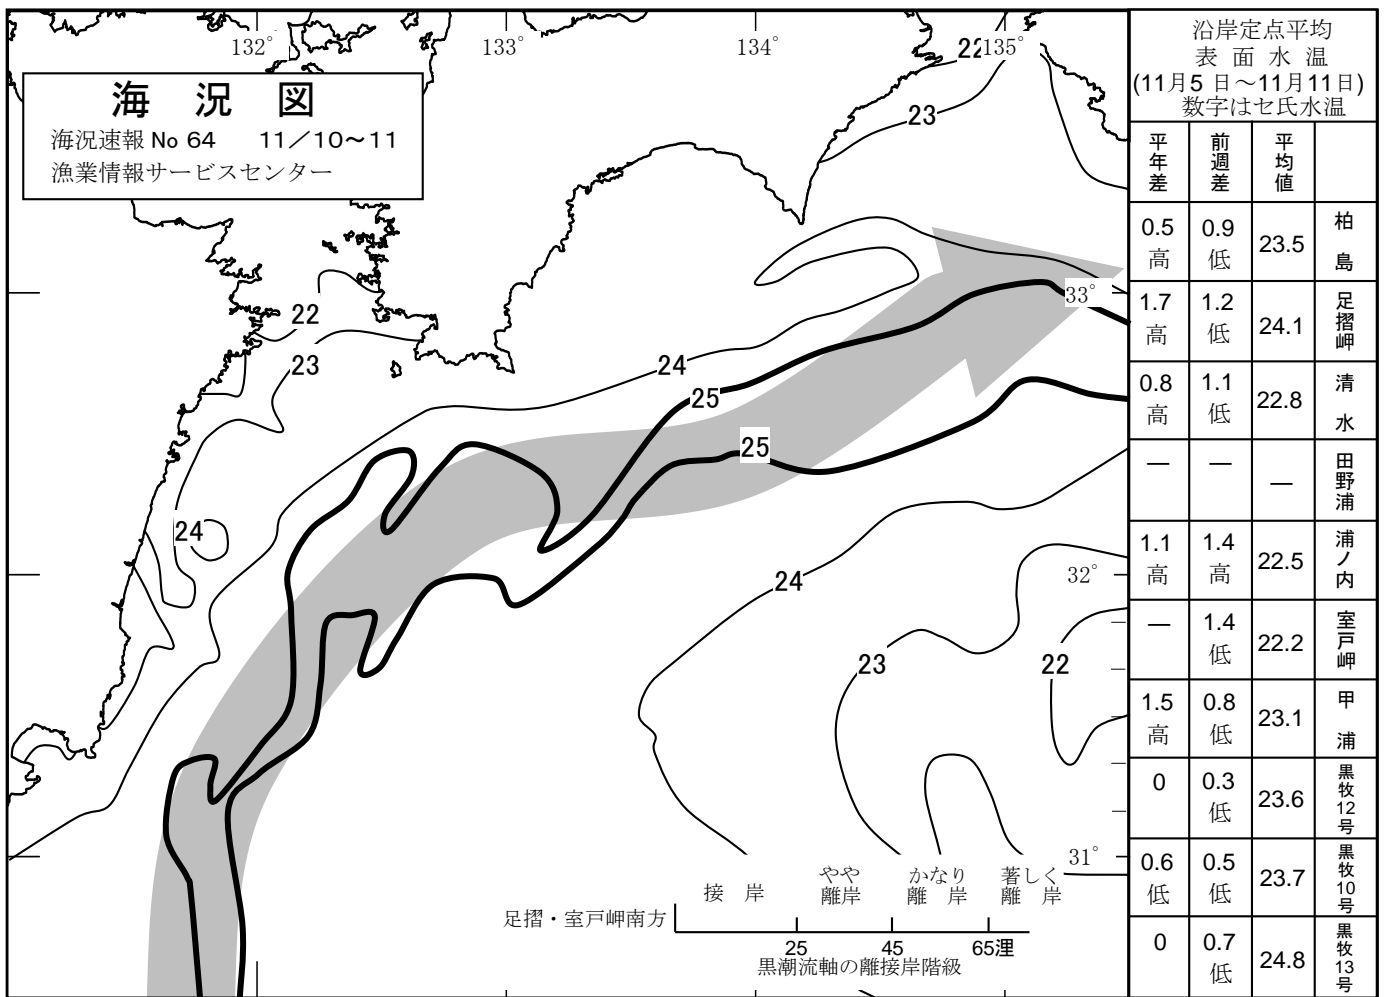 海 況 図
海況速報 No 64 11／10～11
漁業情報サービスセンター
132°
133°
134°
135°
33°
32°
31°
22
23
22
23
24
25
25
24
24
23
22
足摺・室戸岬南方
接 岸
やや
離岸
かなり
離 岸
著しく
離 岸
25 45 65浬
黒潮流軸の離接岸階級
沿岸定点平均
表 面 水 温
(11月5日～11月11日)
数字はセ氏水温
平年差 前週差 平均値
0.5高 0.9低 23.5 柏島
1.7高 1.2低 24.1 足摺岬
0.8高 1.1低 22.8 清水
— — — 田野浦
1.1高 1.4高 22.5 浦ノ内
— 1.4低 22.2 室戸岬
1.5高 0.8低 23.1 甲浦
0 0.3低 23.6 黒牧12号
0.6低 0.5低 23.7 黒牧10号
0 0.7低 24.8 黒牧13号